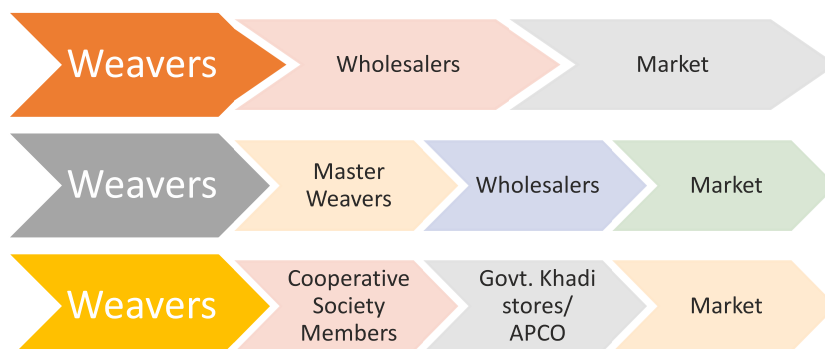 Weavers
Wholesalers
Market
Weavers
Master
Weavers
Wholesalers
Market
Weavers
Cooperative
Society
Members
Govt. Khadi
stores/
APCO
Market